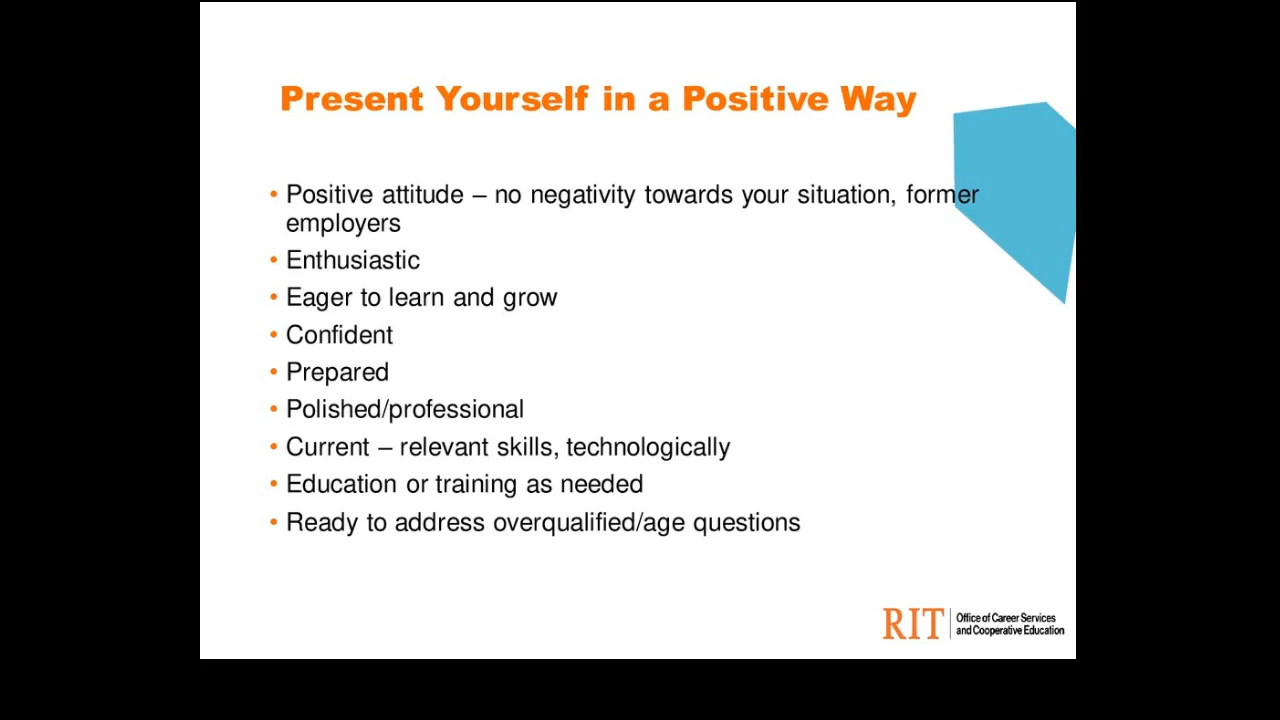 Present Yourself in a Positive Way
• Positive attitude – no negativity towards your situation, former
employers
• Enthusiastic
• Eager to learn and grow
• Confident
• Prepared
• Polished/professional
• Current – relevant skills, technologically
• Education or training as needed
• Ready to address overqualified/age questions
RIT
Office of Career Services
and Cooperative Education